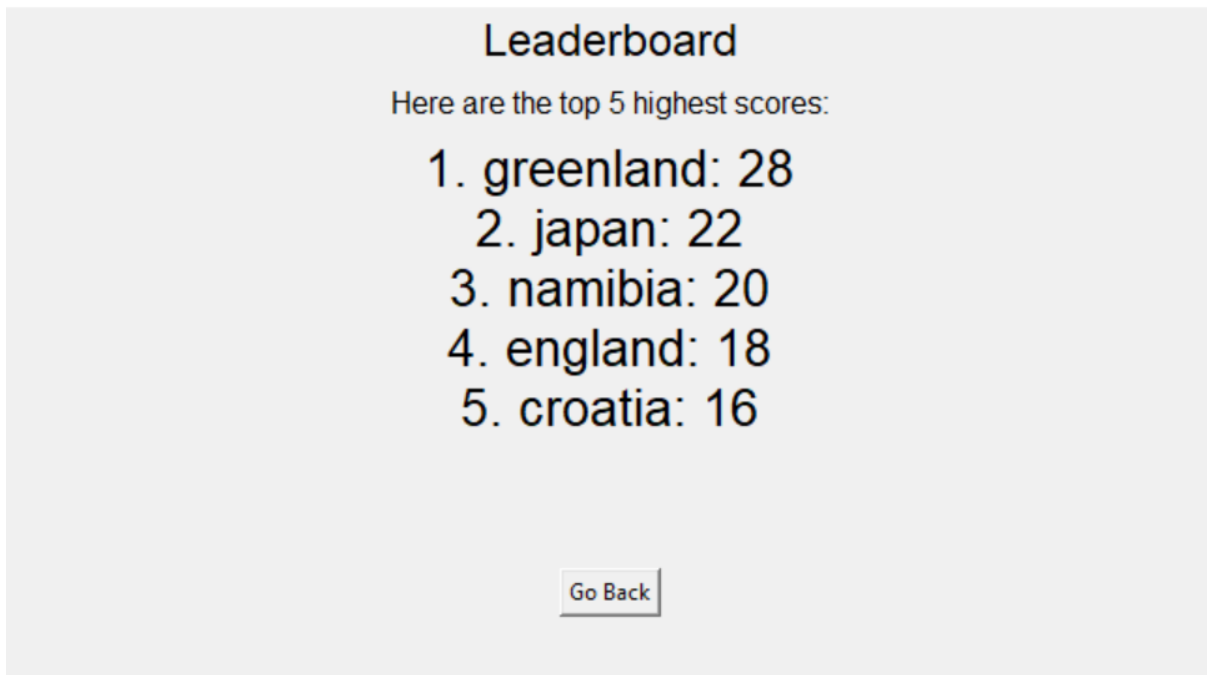 Leaderboard
Here are the top 5 highest scores:
1. greenland: 28
2. japan: 22
3. namibia: 20
4. england: 18
5. croatia: 16
Go Back